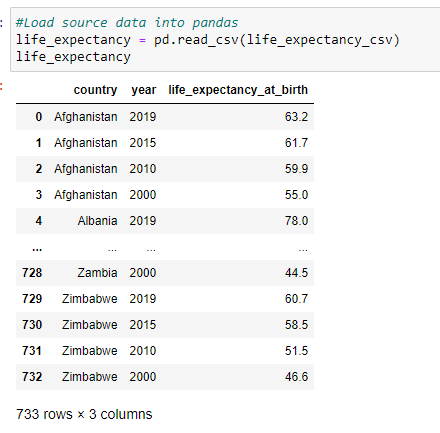 #Load source data into pandas
life_expectancy = pd.read_csv(life_expectancy_csv)
life_expectancy
country year life_expectancy_at_birth
0 Afghanistan 2019 63.2
1 Afghanistan 2015 61.7
2 Afghanistan 2010 59.9
3 Afghanistan 2000 55.0
4 Albania 2019 78.0
... ... ... ...
728 Zambia 2000 44.5
729 Zimbabwe 2019 60.7
730 Zimbabwe 2015 58.5
731 Zimbabwe 2010 51.5
732 Zimbabwe 2000 46.6
733 rows × 3 columns